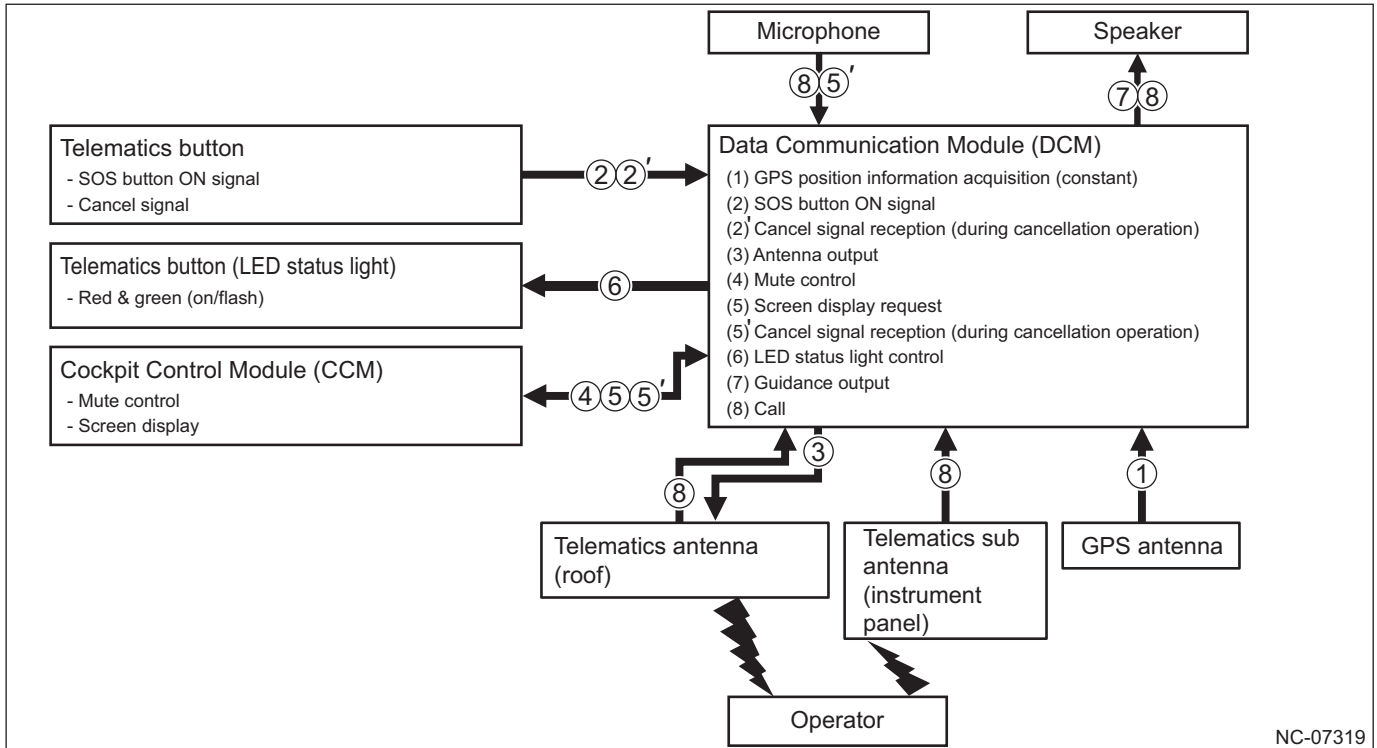 Microphone
Speaker
⑧⑤'
⑦⑧
Telematics button
- SOS button ON signal
- Cancel signal
②②'
Data Communication Module (DCM)
(1) GPS position information acquisition (constant)
(2) SOS button ON signal
(2)' Cancel signal reception (during cancellation operation)
(3) Antenna output
(4) Mute control
(5) Screen display request
(5)' Cancel signal reception (during cancellation operation)
(6) LED status light control
(7) Guidance output
(8) Call
Telematics button (LED status light)
- Red & green (on/flash)
⑥
Cockpit Control Module (CCM)
- Mute control
- Screen display
④⑤⑤'
③
⑧
⑧
①
Telematics antenna
(roof)
Telematics sub
antenna
(instrument
panel)
GPS antenna
Operator
NC-07319